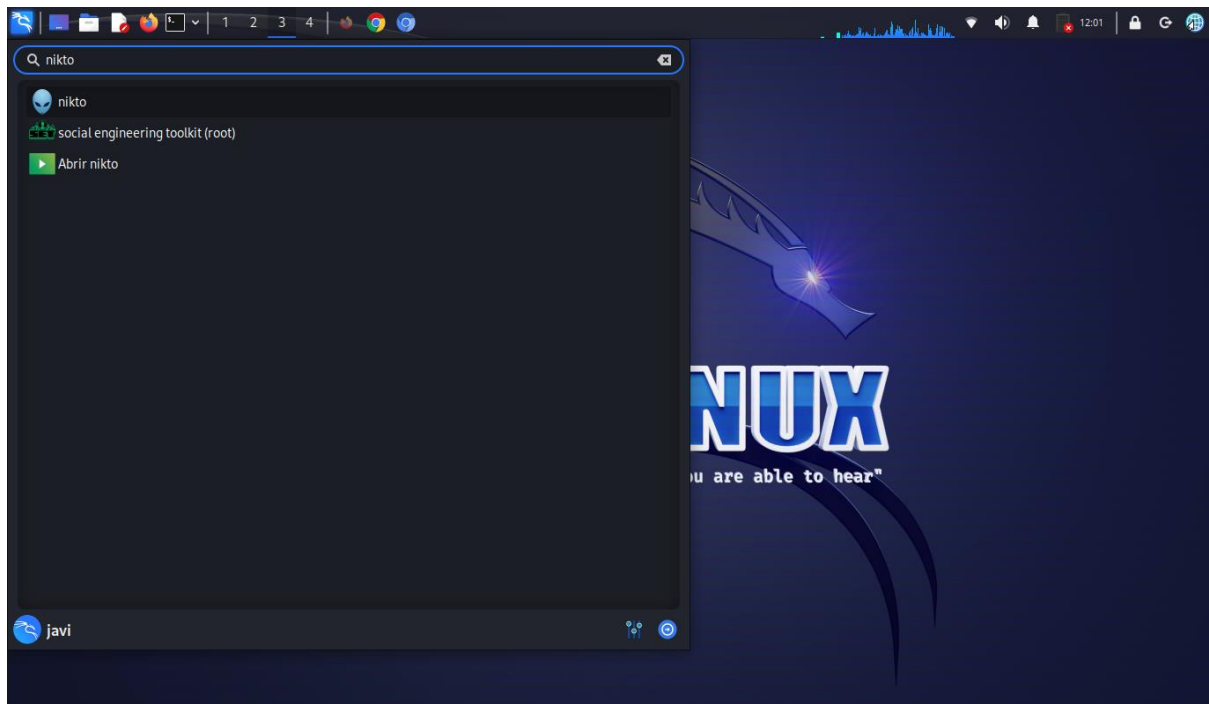 1 2 3 4
12:01
nikto
nikto
social engineering toolkit (root)
Abrir nikto
NUX
ou are able to hear"
javi